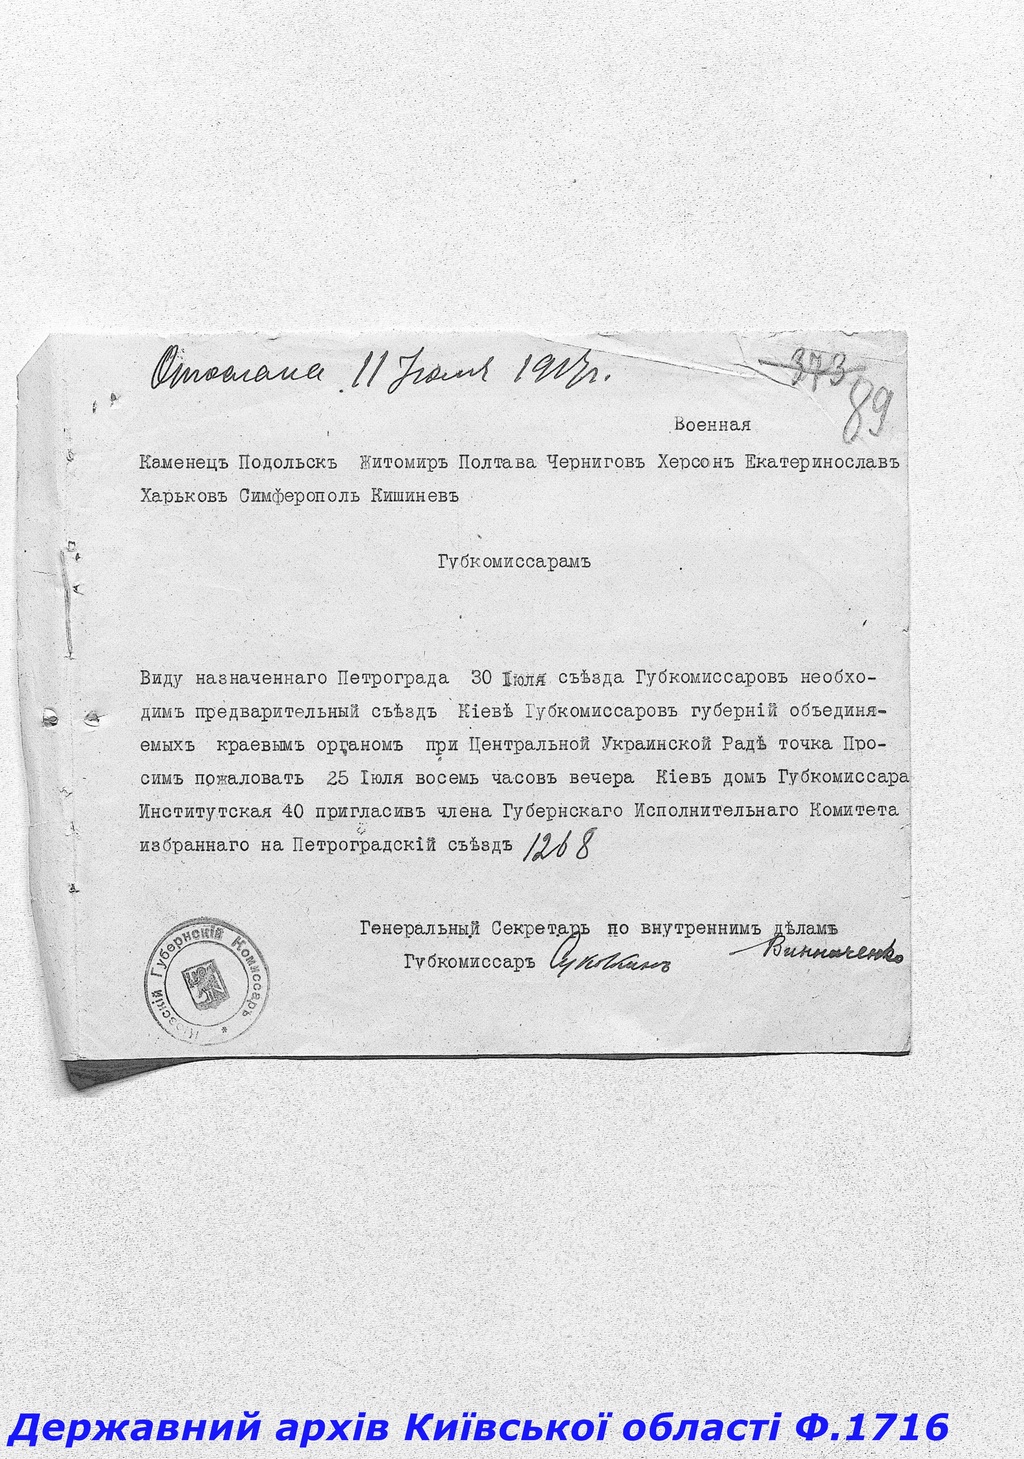 Отослана 11 Іюля 1917г.
373
89
Военная
Каменецъ Подольскъ Житомиръ Полтава Черниговъ Херсонъ Екатеринославъ
Харьковъ Симферополь Кишиневъ
Губкомиссарамъ
Виду назначеннаго Петрограда 30 Іюля съѣзда Губкомиссаровъ необхо-
димъ предварительный съѣздъ Кіевѣ Губкомиссаровъ губерній объединя-
емыхъ краевымъ органомъ при Центральной Украинской Радѣ точка Про-
симъ пожаловать 25 Іюля восемь часовъ вечера Кіевъ домъ Губкомиссара
Институтская 40 пригласивъ члена Губернскаго Исполнительнаго Комитета
избраннаго на Петроградскій съѣздъ 1268
Генеральный Секретарь по внутреннимъ дѣламъ
Винниченко
Губкомиссаръ Суковкинъ
Кіевскій Губернскій Комиссаръ *
Державний архів Київської області Ф.1716